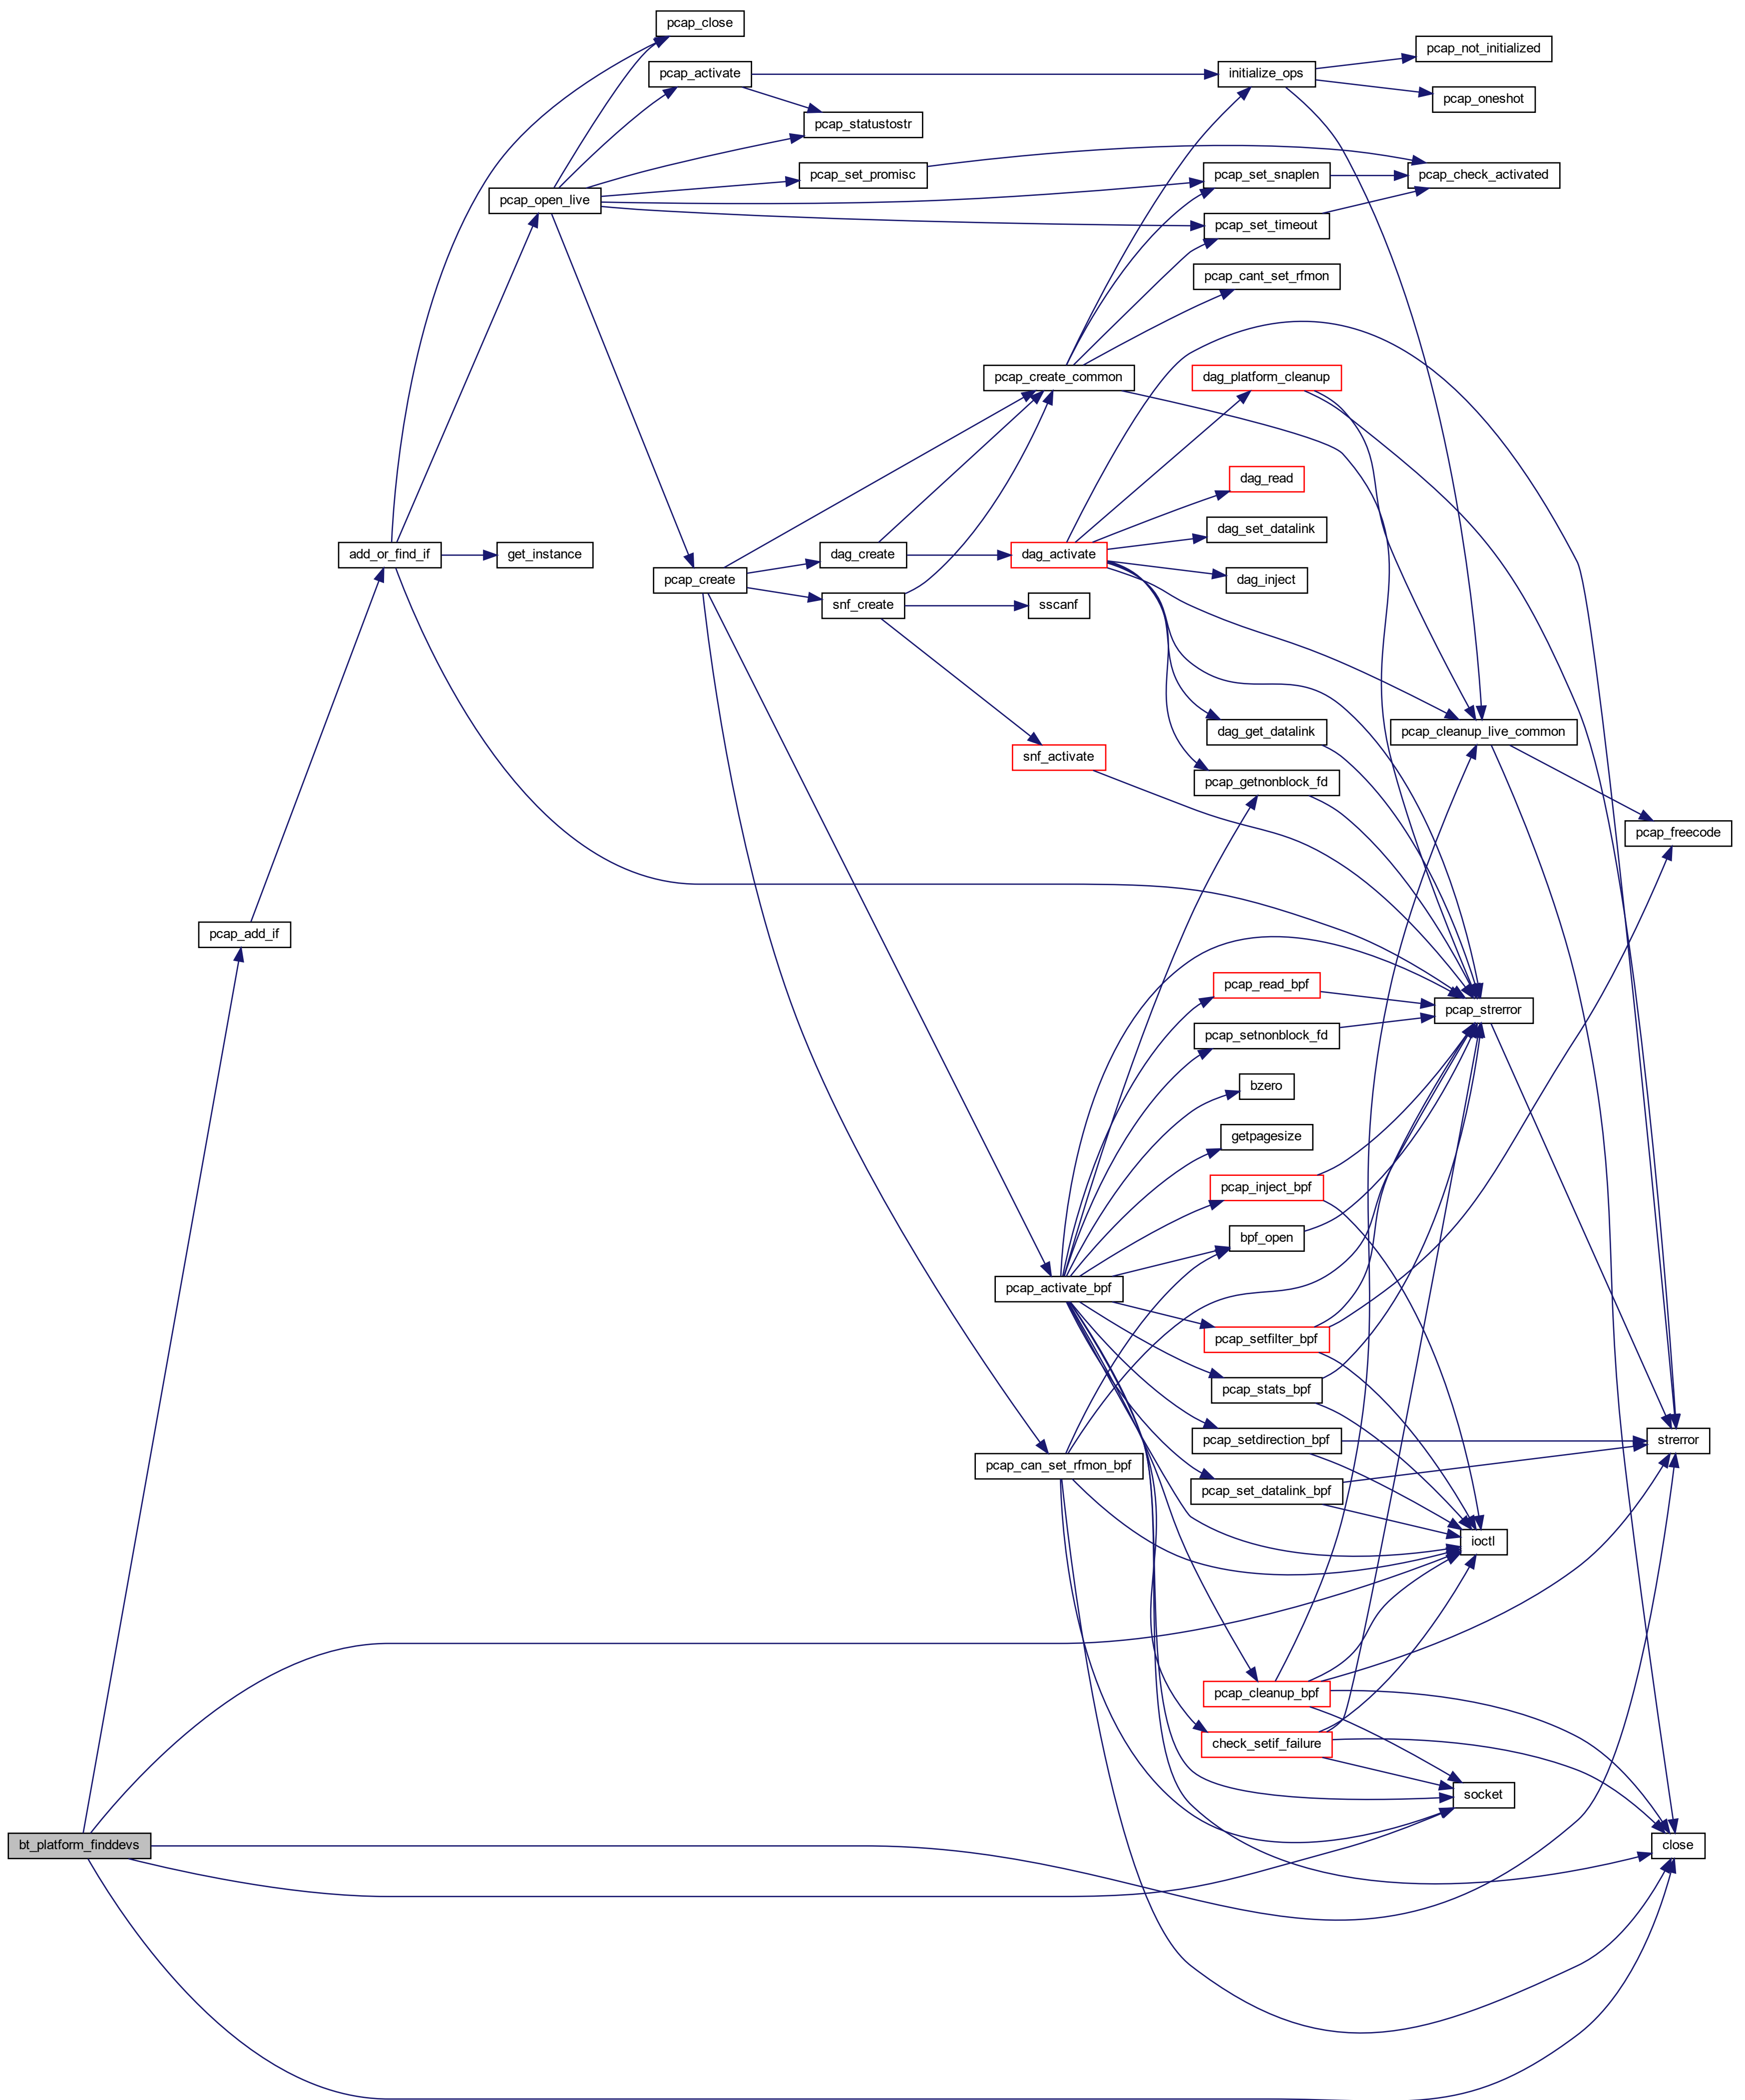 pcap_close
pcap_not_initialized
pcap_activate
initialize_ops
pcap_oneshot
pcap_statustostr
pcap_set_promisc
pcap_set_snaplen
pcap_check_activated
pcap_open_live
pcap_set_timeout
pcap_cant_set_rfmon
pcap_create_common
dag_platform_cleanup
dag_read
dag_set_datalink
add_or_find_if
get_instance
dag_create
dag_activate
pcap_create
dag_inject
snf_create
sscanf
dag_get_datalink
pcap_cleanup_live_common
snf_activate
pcap_getnonblock_fd
pcap_freecode
pcap_add_if
pcap_read_bpf
pcap_strerror
pcap_setnonblock_fd
bzero
getpagesize
pcap_inject_bpf
bpf_open
pcap_activate_bpf
pcap_setfilter_bpf
pcap_stats_bpf
pcap_setdirection_bpf
strerror
pcap_can_set_rfmon_bpf
pcap_set_datalink_bpf
ioctl
pcap_cleanup_bpf
check_setif_failure
socket
bt_platform_finddevs
close